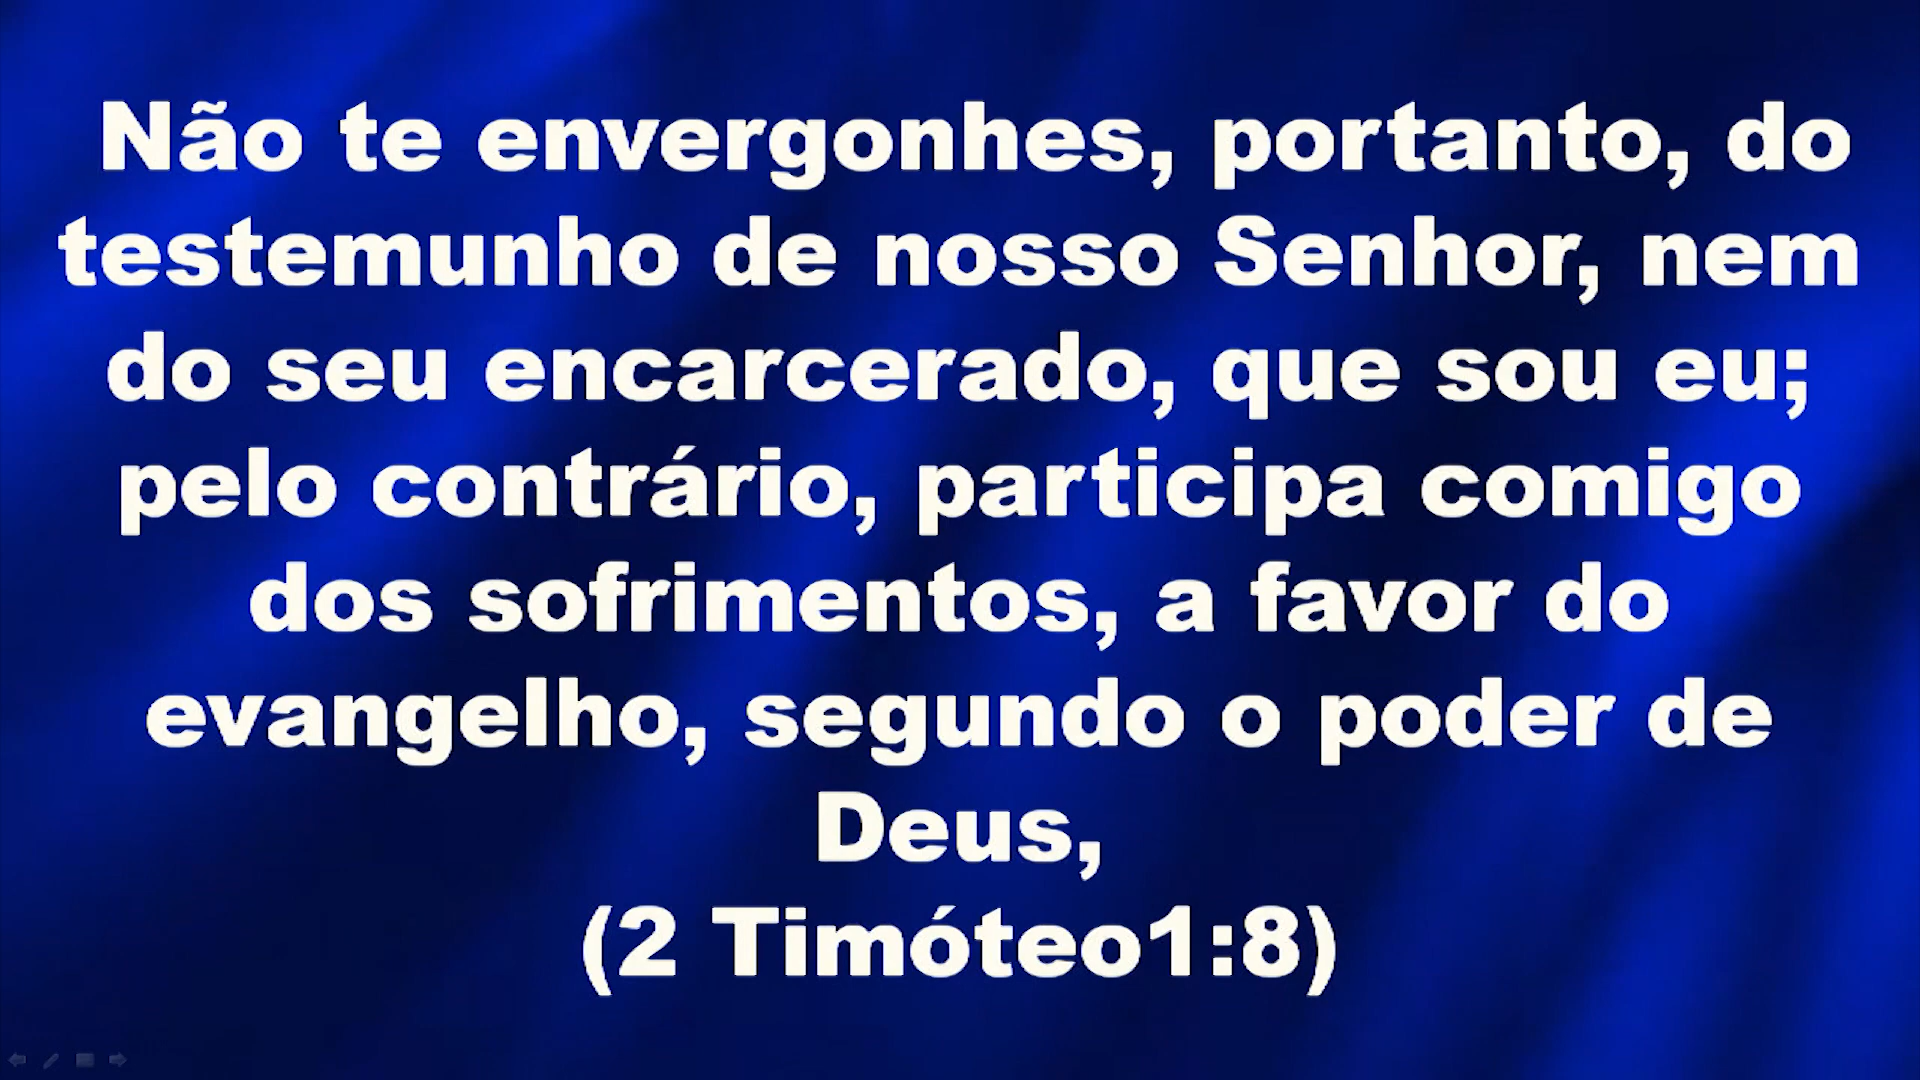 Não te envergonhes, portanto, do
testemunho de nosso Senhor, nem
do seu encarcerado, que sou eu;
pelo contrário, participa comigo
dos sofrimentos, a favor do
evangelho, segundo o poder de
Deus,
(2 Timóteo1:8)